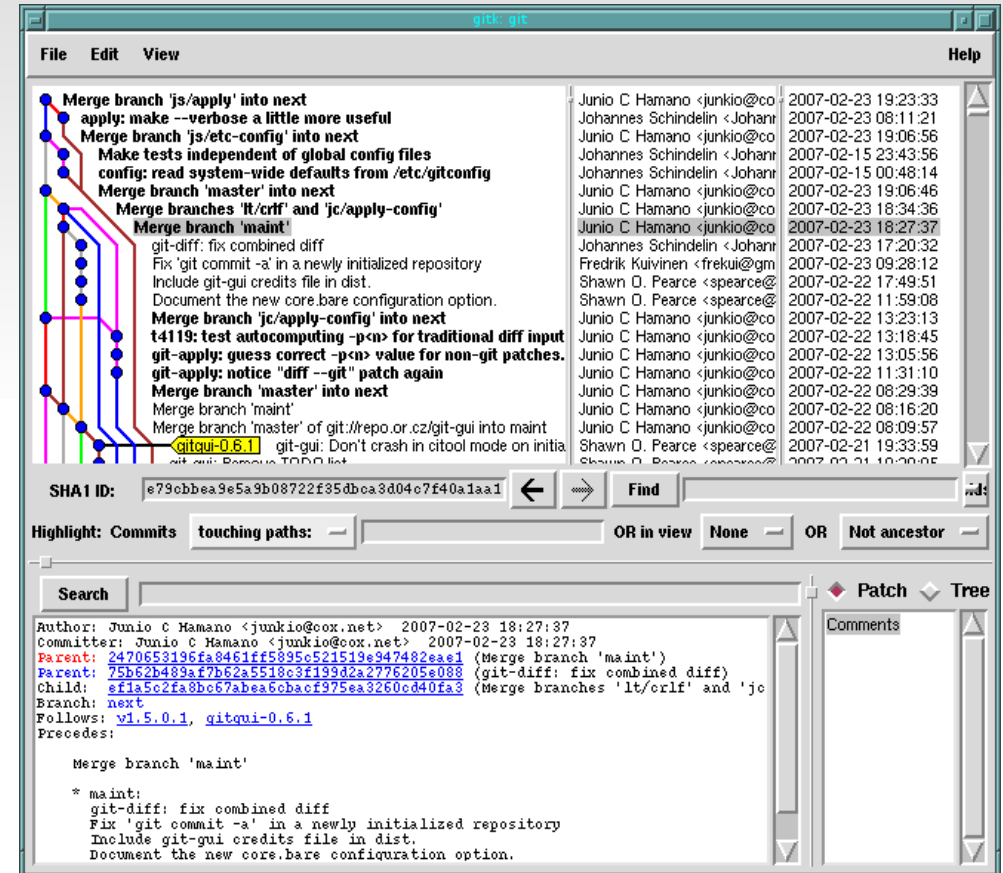 gitk: git
File Edit View Help
Merge branch 'js/apply' into next Junio C Hamano <junkio@co 2007-02-23 19:23:33
apply: make --verbose a little more useful Johannes Schindelin <Johann 2007-02-23 08:11:21
Merge branch 'js/etc-config' into next Junio C Hamano <junkio@co 2007-02-23 19:06:56
Make tests independent of global config files Johannes Schindelin <Johann 2007-02-15 23:43:56
config: read system-wide defaults from /etc/gitconfig Johannes Schindelin <Johann 2007-02-15 00:48:14
Merge branch 'master' into next Junio C Hamano <junkio@co 2007-02-23 19:06:46
Merge branches 'lt/crlf' and 'jc/apply-config' Junio C Hamano <junkio@co 2007-02-23 18:34:36
Merge branch 'maint' Junio C Hamano <junkio@co 2007-02-23 18:27:37
git-diff: fix combined diff Johannes Schindelin <Johann 2007-02-23 17:20:32
Fix 'git commit -a' in a newly initialized repository Fredrik Kuivinen <frekui@gm 2007-02-23 09:28:12
Include git-gui credits file in dist. Shawn O. Pearce <spearce@ 2007-02-22 17:49:51
Document the new core.bare configuration option. Shawn O. Pearce <spearce@ 2007-02-22 11:59:08
Merge branch 'jc/apply-config' into next Junio C Hamano <junkio@co 2007-02-22 13:23:13
t4119: test autocomputing -p<n> for traditional diff input Junio C Hamano <junkio@co 2007-02-22 13:18:45
git-apply: guess correct -p<n> value for non-git patches. Junio C Hamano <junkio@co 2007-02-22 13:05:56
git-apply: notice "diff --git" patch again Junio C Hamano <junkio@co 2007-02-22 11:31:10
Merge branch 'master' into next Junio C Hamano <junkio@co 2007-02-22 08:29:39
Merge branch 'maint' Junio C Hamano <junkio@co 2007-02-22 08:16:20
Merge branch 'master' of git://repo.or.cz/git-gui into maint Junio C Hamano <junkio@co 2007-02-22 08:09:57
gitgui-0.6.1 git-gui: Don't crash in citool mode on initia Shawn O. Pearce <spearce@ 2007-02-21 19:33:59
git-gui: Remove TODO list Shawn O. Pearce <spearce@
SHA1 ID: e79cbbea9e5a9b08722f35dbca3d04c7f40a1aa1 Find
Highlight: Commits touching paths: OR in view None OR Not ancestor
Search Patch Tree
Comments
Author: Junio C Hamano <junkio@cox.net> 2007-02-23 18:27:37
Committer: Junio C Hamano <junkio@cox.net> 2007-02-23 18:27:37
Parent: 2470653196fa8461ff5895c521519e947482eae1 (Merge branch 'maint')
Parent: 75b62b489af7b62a5518c3f199d2a2776205e088 (git-diff: fix combined diff)
Child: ef1a5c2fa8bc67abea6cbacf975ea3260cd40fa3 (Merge branches 'lt/crlf' and 'jc
Branch: next
Follows: v1.5.0.1, gitgui-0.6.1
Precedes:
Merge branch 'maint'
* maint:
git-diff: fix combined diff
Fix 'git commit -a' in a newly initialized repository
Include git-gui credits file in dist.
Document the new core.bare configuration option.